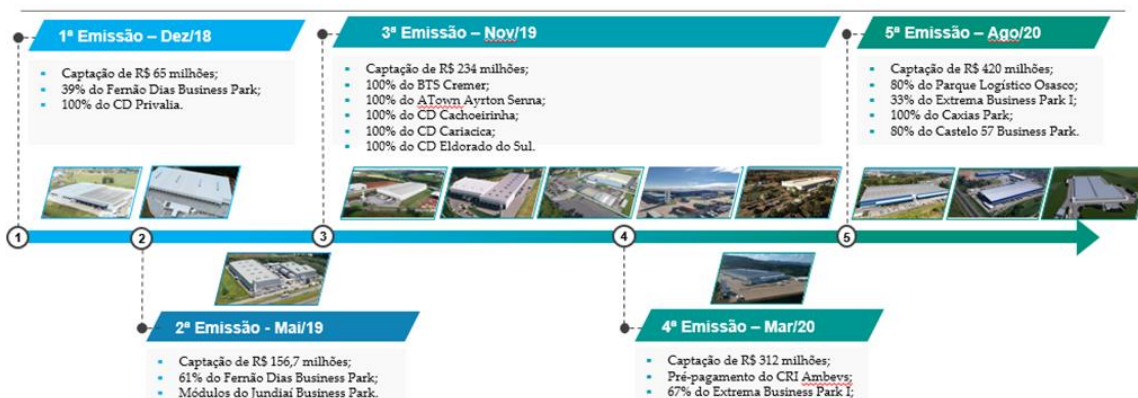 1ª Emissão – Dez/18
Captação de R$ 65 milhões;
39% do Fernão Dias Business Park;
100% do CD Privalia.
3ª Emissão – Nov/19
Captação de R$ 234 milhões;
100% do BTS Cremer;
100% do ATown Ayrton Senna;
100% do CD Cachoeirinha;
100% do CD Cariacica;
100% do CD Eldorado do Sul.
5ª Emissão – Ago/20
Captação de R$ 420 milhões;
80% do Parque Logístico Osasco;
33% do Extrema Business Park I;
100% do Caxias Park;
80% do Castelo 57 Business Park.
1
2
3
4
5
2ª Emissão - Mai/19
Captação de R$ 156,7 milhões;
61% do Fernão Dias Business Park;
Módulos do Jundiaí Business Park.
4ª Emissão – Mar/20
Captação de R$ 312 milhões;
Pré-pagamento do CRI Ambevs;
67% do Extrema Business Park I;